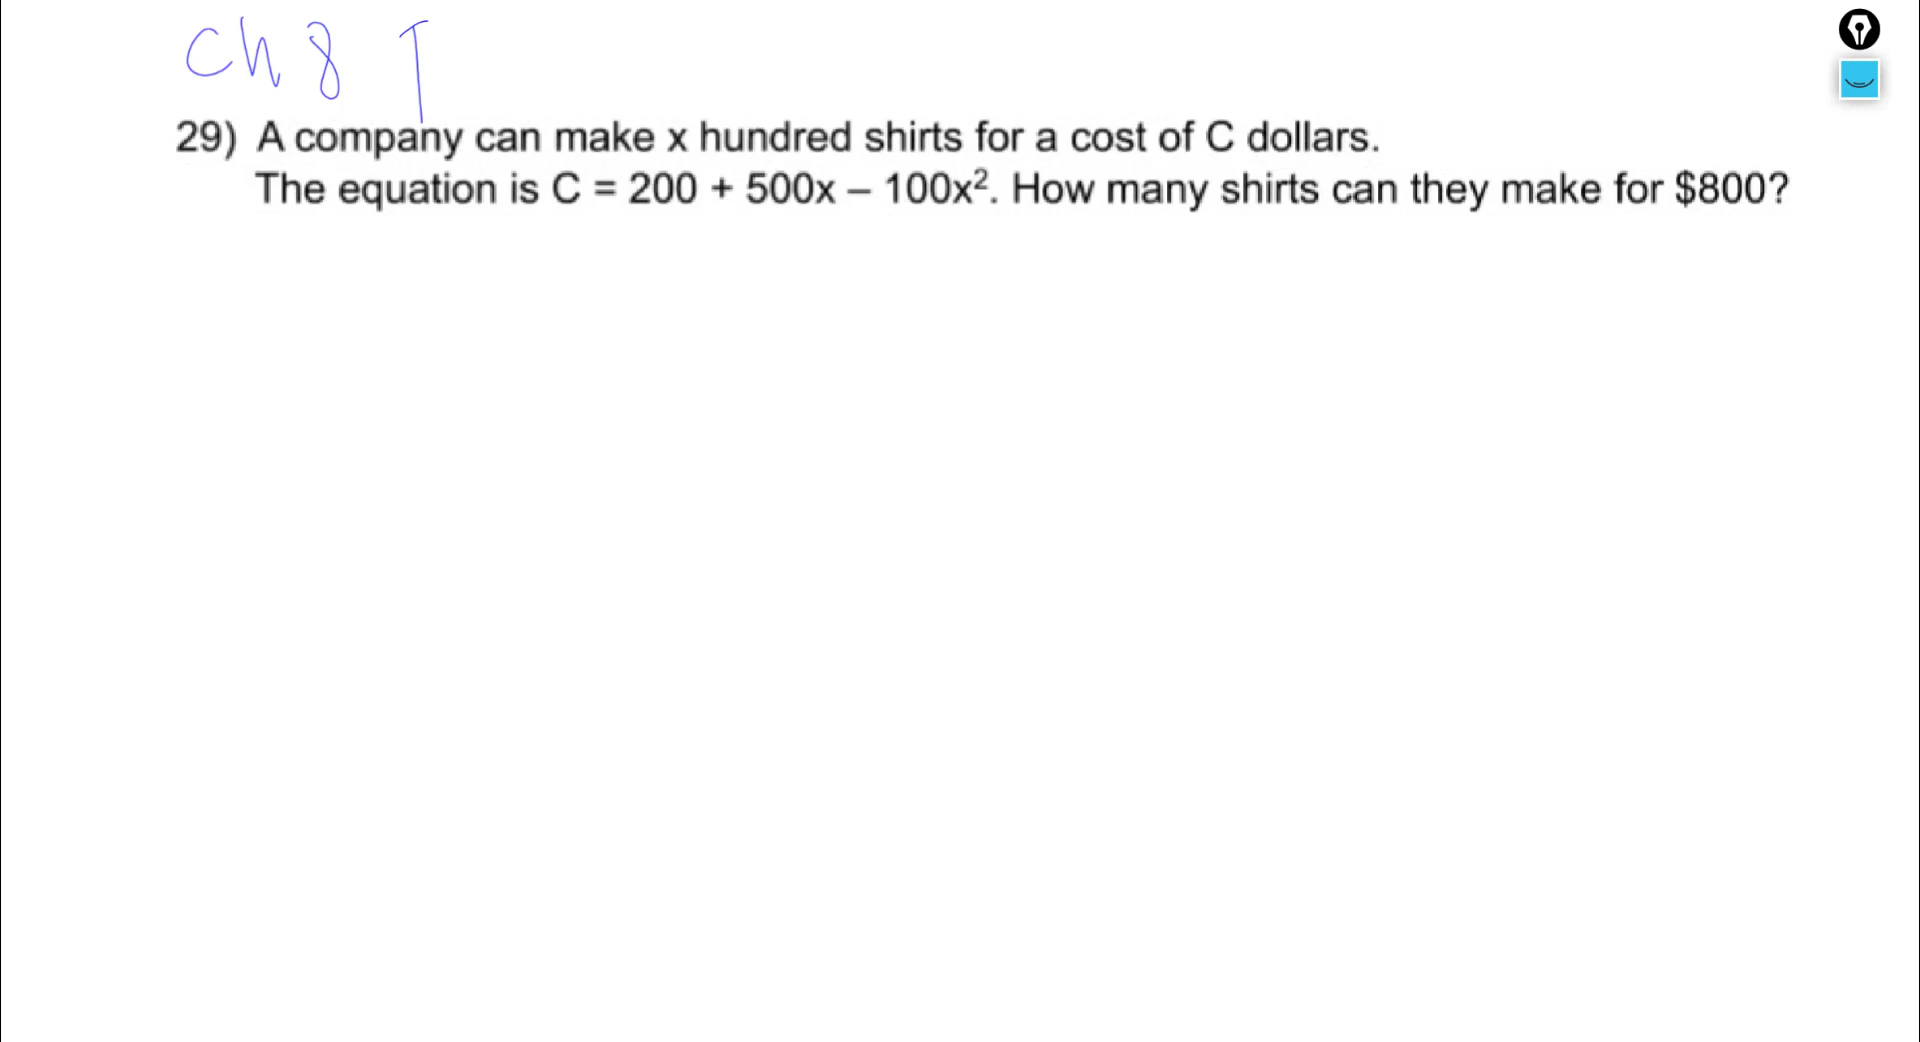 Ch 8 T
29) A company can make x hundred shirts for a cost of C dollars.
The equation is C = 200 + 500x – 100x². How many shirts can they make for $800?